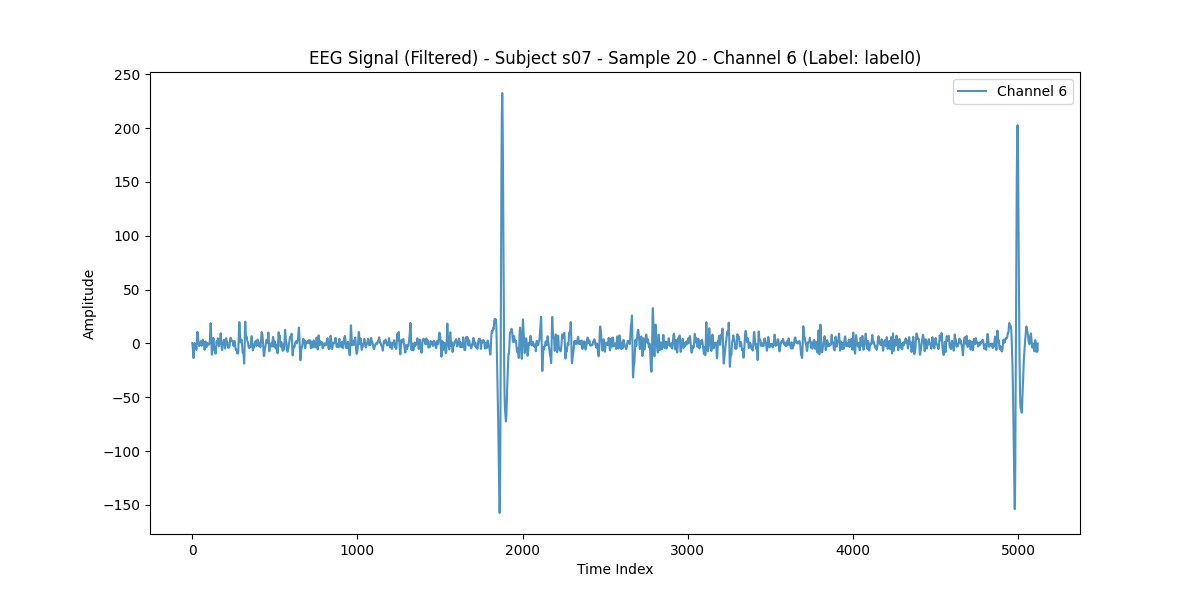 EEG Signal (Filtered) - Subject s07 - Sample 20 - Channel 6 (Label: label0)
Channel 6
Amplitude
250
200
150
100
50
0
−50
−100
−150
0 1000 2000 3000 4000 5000
Time Index